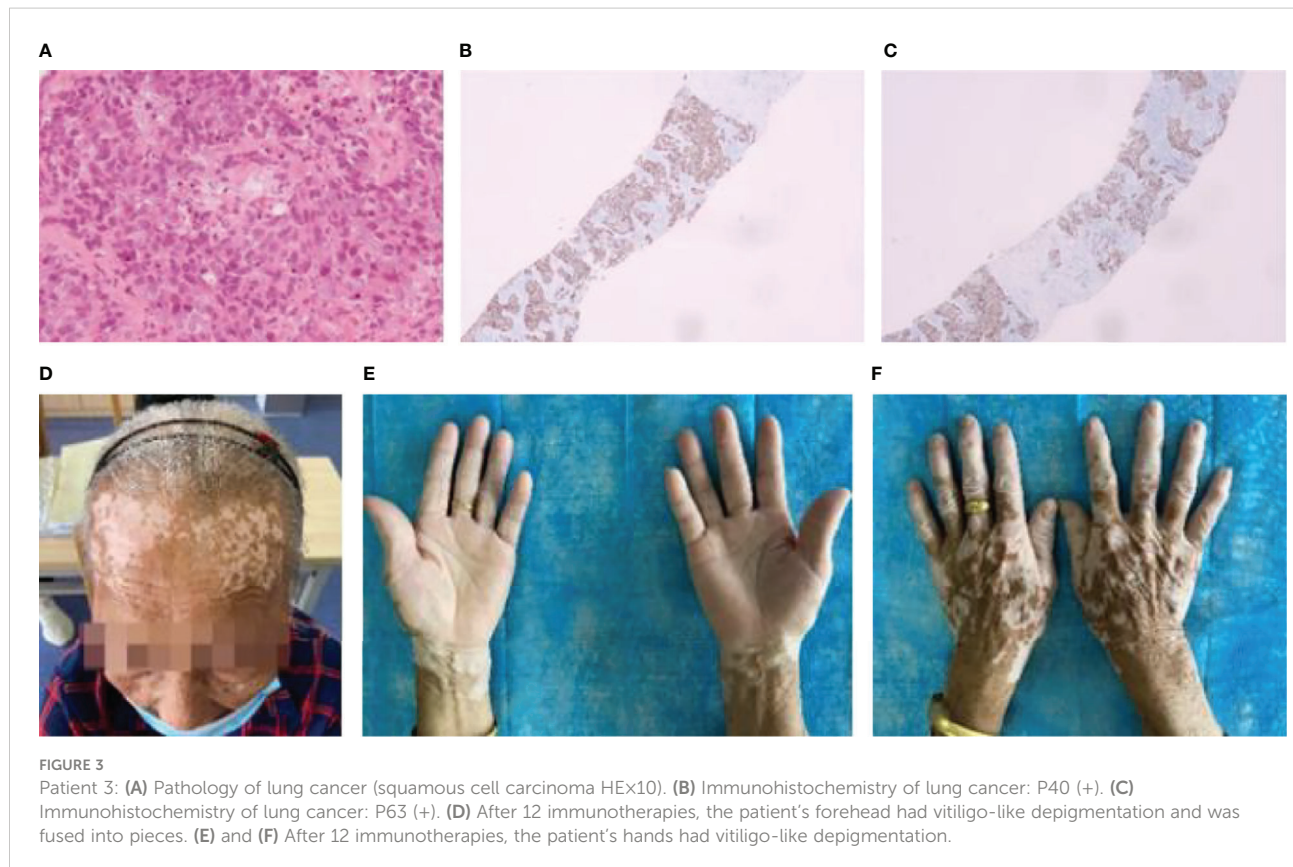 A
B
C
D
E
F
FIGURE 3
Patient 3: (A) Pathology of lung cancer (squamous cell carcinoma HE×10). (B) Immunohistochemistry of lung cancer: P40 (+). (C)
Immunohistochemistry of lung cancer: P63 (+). (D) After 12 immunotherapies, the patient’s forehead had vitiligo-like depigmentation and was
fused into pieces. (E) and (F) After 12 immunotherapies, the patient’s hands had vitiligo-like depigmentation.